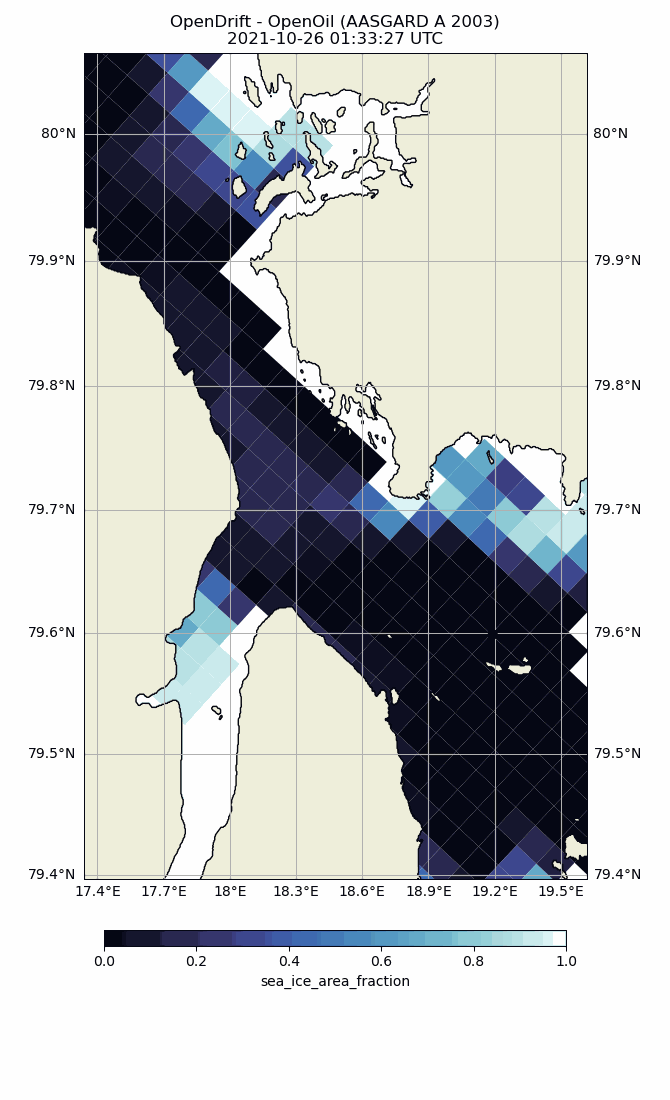 OpenDrift - OpenOil (AASGARD A 2003)
2021-10-26 01:33:27 UTC
80°N 80°N
79.9°N 79.9°N
79.8°N 79.8°N
79.7°N 79.7°N
79.6°N 79.6°N
79.5°N 79.5°N
79.4°N 79.4°N
17.4°E 17.7°E 18°E 18.3°E 18.6°E 18.9°E 19.2°E 19.5°E
0.0 0.2 0.4 0.6 0.8 1.0
sea_ice_area_fraction